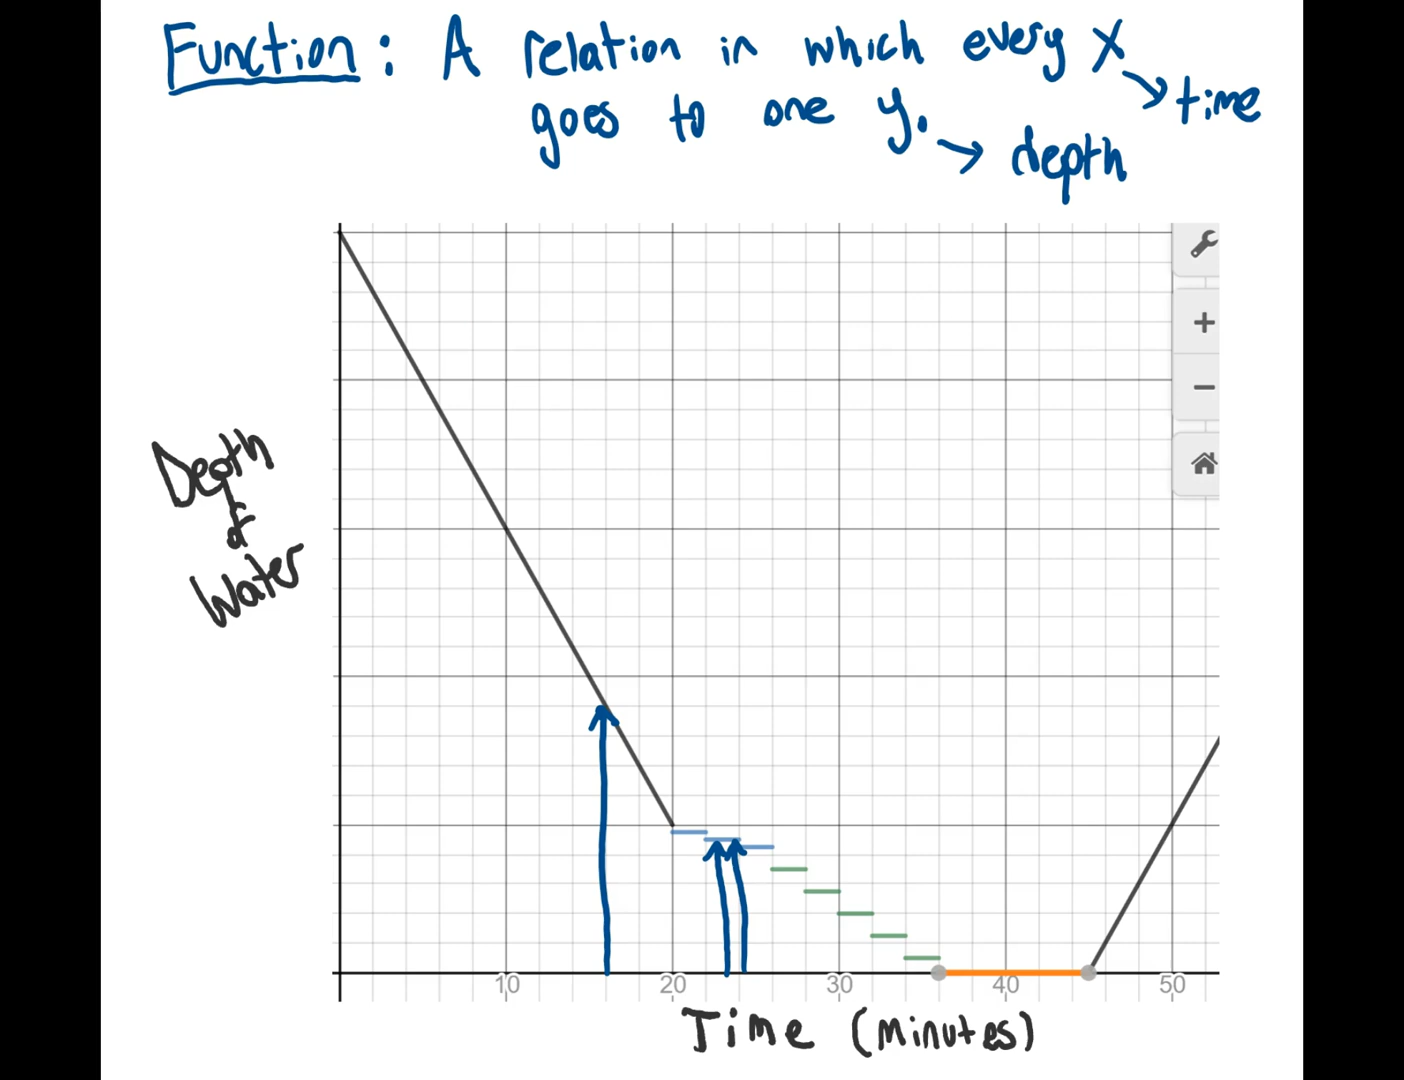 Function: A relation in which every x
→ time
goes to one y.
→ depth
Depth
of
Water
+
−
10 20 30 40 50
Time (minutes)